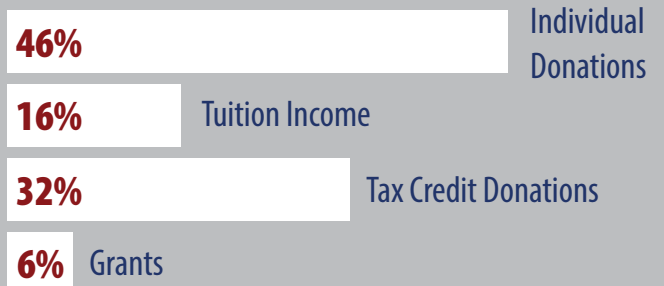 46%
Individual
Donations
16% Tuition Income
32% Tax Credit Donations
6% Grants